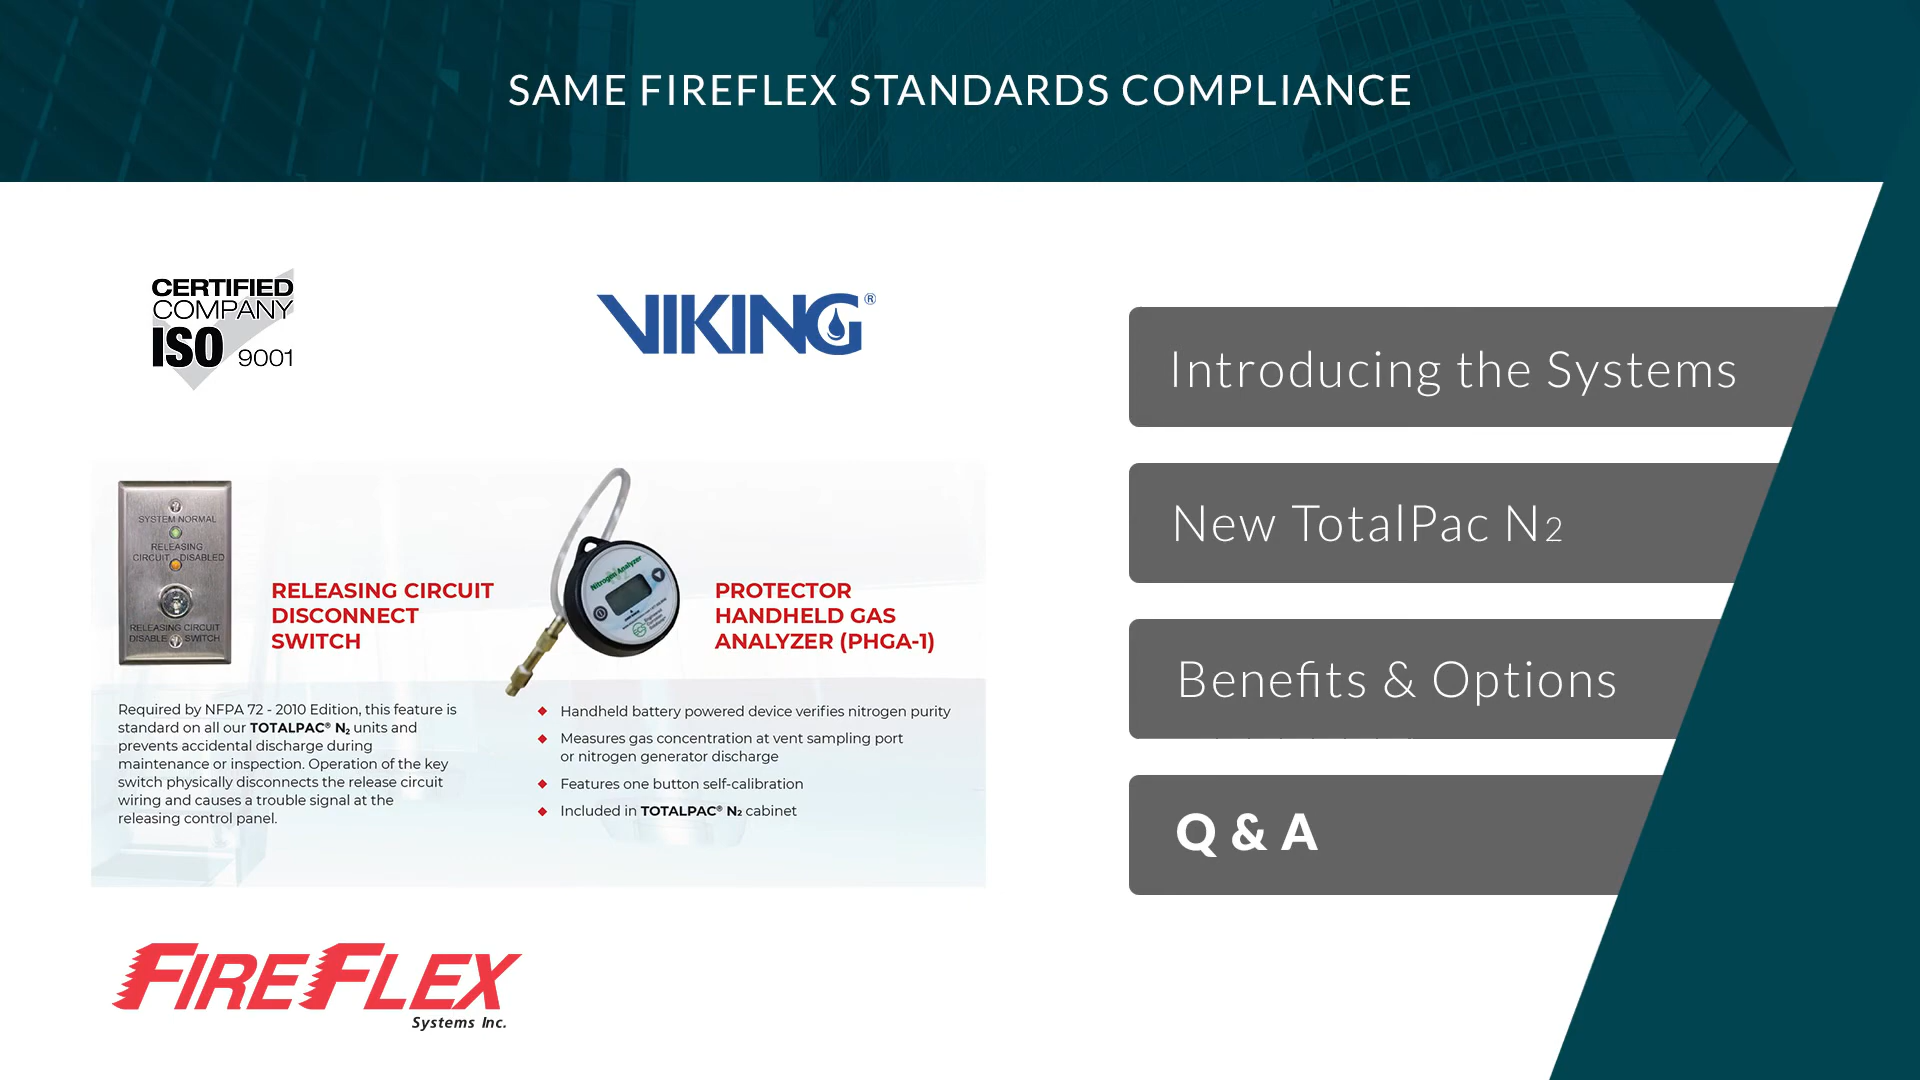 SAME FIREFLEX STANDARDS COMPLIANCE
CERTIFIED
COMPANY
ISO 9001
VIKING®
SYSTEM NORMAL
RELEASING
CIRCUIT DISABLED
RELEASING CIRCUIT
DISABLE SWITCH
RELEASING CIRCUIT
DISCONNECT
SWITCH
Required by NFPA 72 - 2010 Edition, this feature is
standard on all our TOTALPAC® N₂ units and
prevents accidental discharge during
maintenance or inspection. Operation of the key
switch physically disconnects the release circuit
wiring and causes a trouble signal at the
releasing control panel.
Nitrogen Analyzer
PROTECTOR
HANDHELD GAS
ANALYZER (PHGA-1)
Handheld battery powered device verifies nitrogen purity
Measures gas concentration at vent sampling port
or nitrogen generator discharge
Features one button self-calibration
Included in TOTALPAC® N₂ cabinet
Introducing the Systems
New TotalPac N2
Benefits & Options
Q & A
FIREFLEX
Systems Inc.